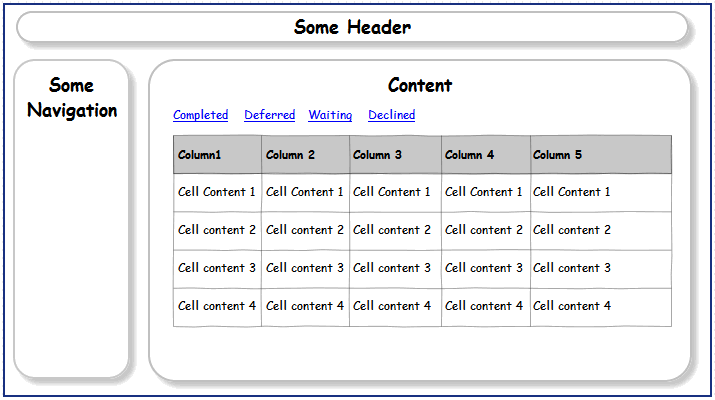 Some Header
Some
Navigation
Content
Completed Deferred Waiting Declined
Column1 Column 2 Column 3 Column 4 Column 5
Cell Content 1 Cell Content 1 Cell Content 1 Cell Content 1 Cell Content 1
Cell content 2 Cell content 2 Cell content 2 Cell content 2 Cell content 2
Cell content 3 Cell content 3 Cell content 3 Cell content 3 Cell content 3
Cell content 4 Cell content 4 Cell content 4 Cell content 4 Cell content 4